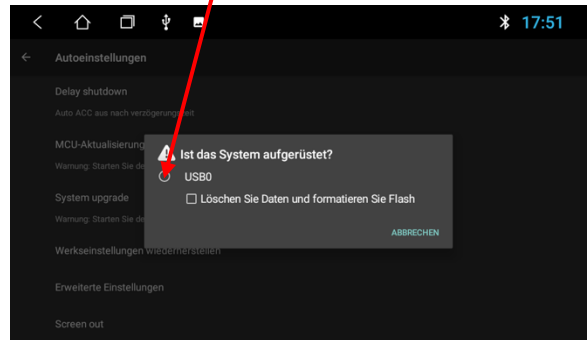 17:51
Autoeinstellungen
Delay shutdown
Auto ACC aus nach verzögerungszeit
MCU-Aktualisierung
Warnung: Starten Sie de
Ist das System aufgerüstet?
USB0
Löschen Sie Daten und formatieren Sie Flash
ABBRECHEN
System upgrade
Warnung: Starten Sie de
Werkseinstellungen wiederherstellen
Erweiterte Einstellungen
Screen out